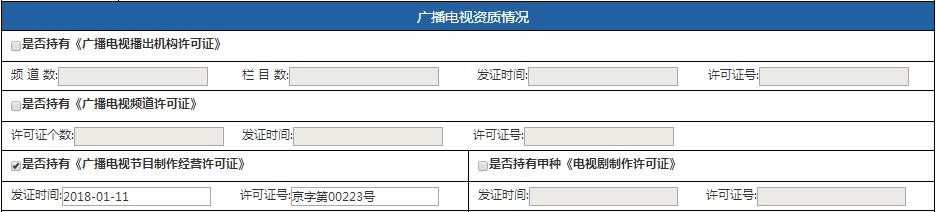 广播电视资质情况
是否持有《广播电视播出机构许可证》
频 道 数: 栏 目 数: 发证时间: 许可证号:
是否持有《广播电视频道许可证》
许可证个数: 发证时间: 许可证号:
是否持有《广播电视节目制作经营许可证》 是否持有甲种《电视剧制作许可证》
发证时间:2018-01-11 许可证号:京字第00223号 发证时间: 许可证号: